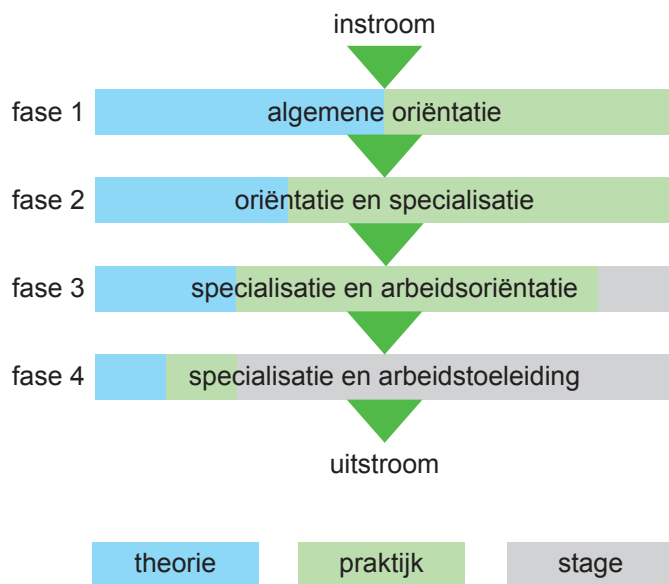 instroom
fase 1 algemene oriëntatie
fase 2 oriëntatie en specialisatie
fase 3 specialisatie en arbeidsoriëntatie
fase 4 specialisatie en arbeidstoeleiding
uitstroom
theorie praktijk stage